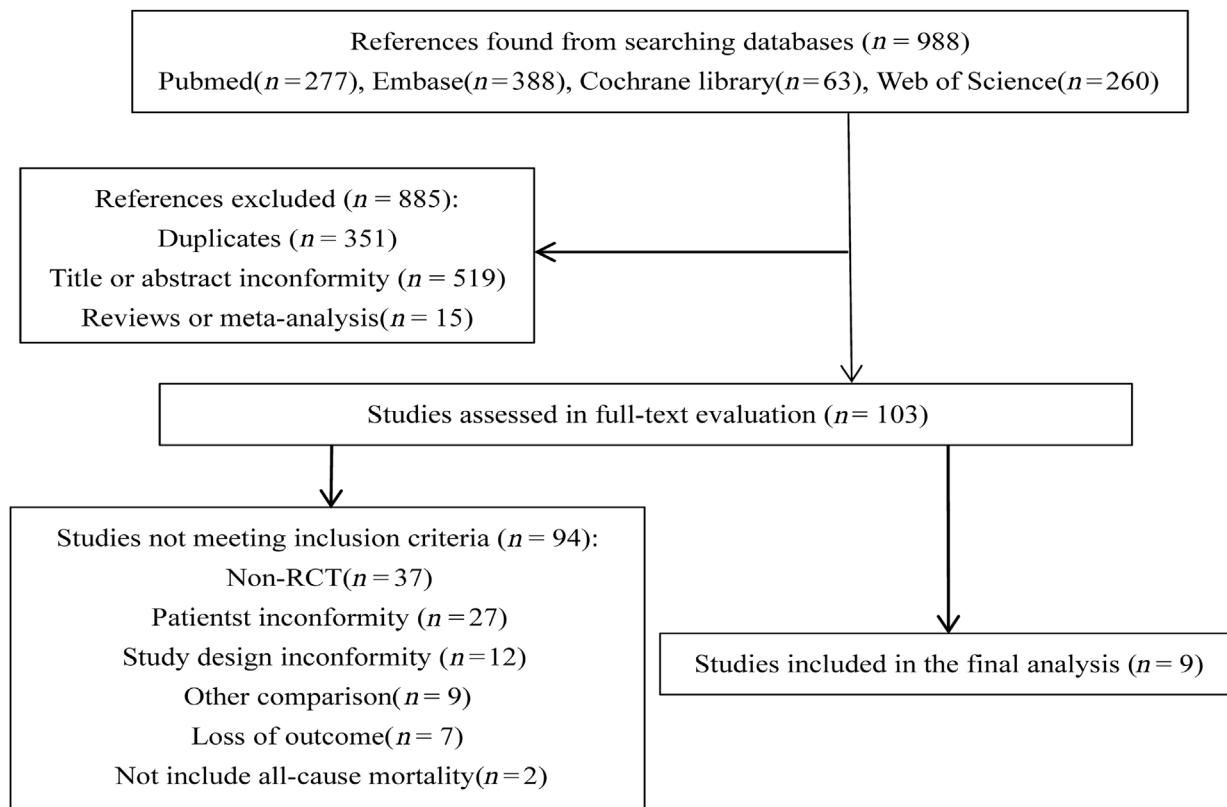 References found from searching databases (n = 988)
Pubmed(n=277), Embase(n=388), Cochrane library(n=63), Web of Science(n=260)
References excluded (n = 885):
Duplicates (n = 351)
Title or abstract inconformity (n = 519)
Reviews or meta-analysis(n = 15)
Studies assessed in full-text evaluation (n= 103)
Studies not meeting inclusion criteria (n = 94):
Non-RCT(n = 37)
Patientst inconformity (n =27)
Study design inconformity (n=12)
Other comparison(n = 9)
Loss of outcome(n = 7)
Not include all-cause mortality(n=2)
Studies included in the final analysis (n = 9)